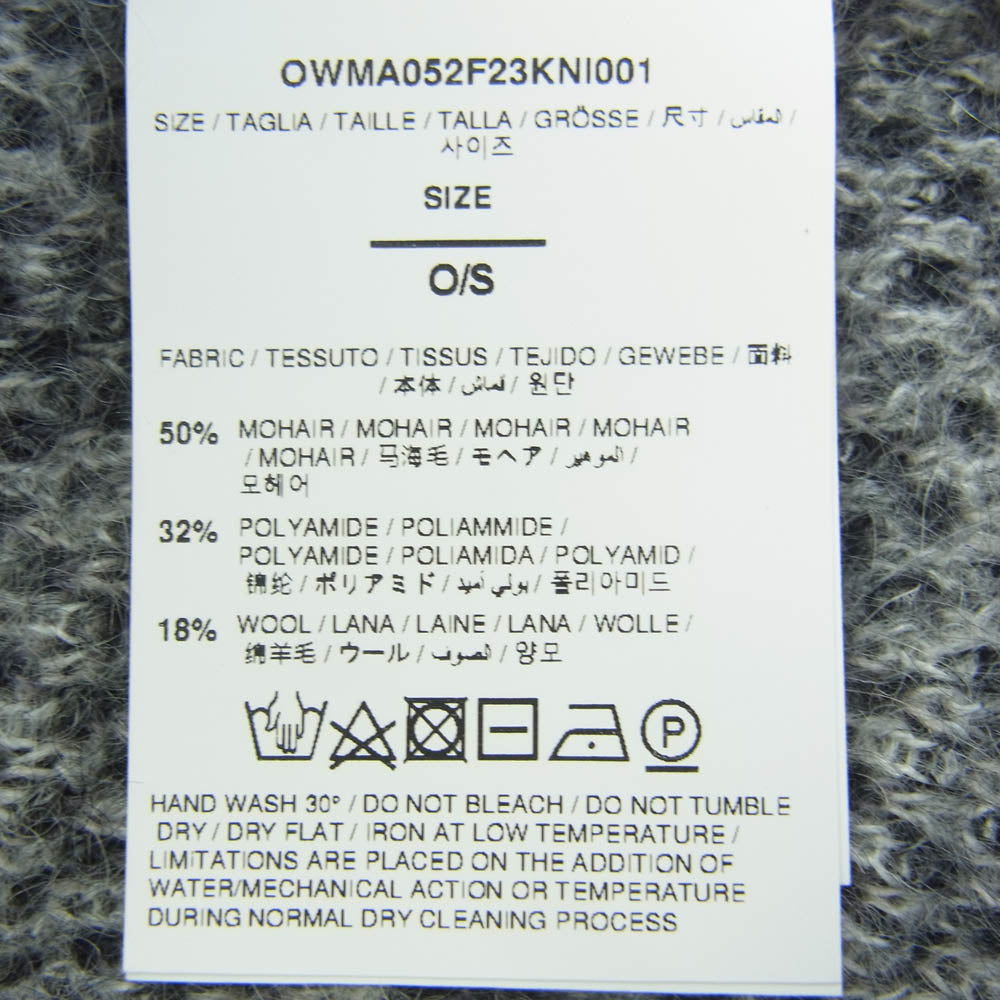 OWMA052F23KNI001
SIZE / TAGLIA / TAILLE / TALLA / GRÖSSE / 尺寸 / المقاس /
사이즈
SIZE
O/S
FABRIC / TESSUTO / TISSUS / TEJIDO / GEWEBE / 面料
/ 本体 / قماش / 원단
50% MOHAIR / MOHAIR / MOHAIR / MOHAIR
/ MOHAIR / 马海毛 / モヘア / الموهير /
모헤어
32% POLYAMIDE / POLIAMMIDE /
POLYAMIDE / POLIAMIDA / POLYAMID /
锦纶 / ポリアミド / بولي أميد / 폴리아미드
18% WOOL / LANA / LAINE / LANA / WOLLE /
绵羊毛 / ウール / الصوف / 양모
P
HAND WASH 30° / DO NOT BLEACH / DO NOT TUMBLE
DRY / DRY FLAT / IRON AT LOW TEMPERATURE /
LIMITATIONS ARE PLACED ON THE ADDITION OF
WATER/MECHANICAL ACTION OR TEMPERATURE
DURING NORMAL DRY CLEANING PROCESS